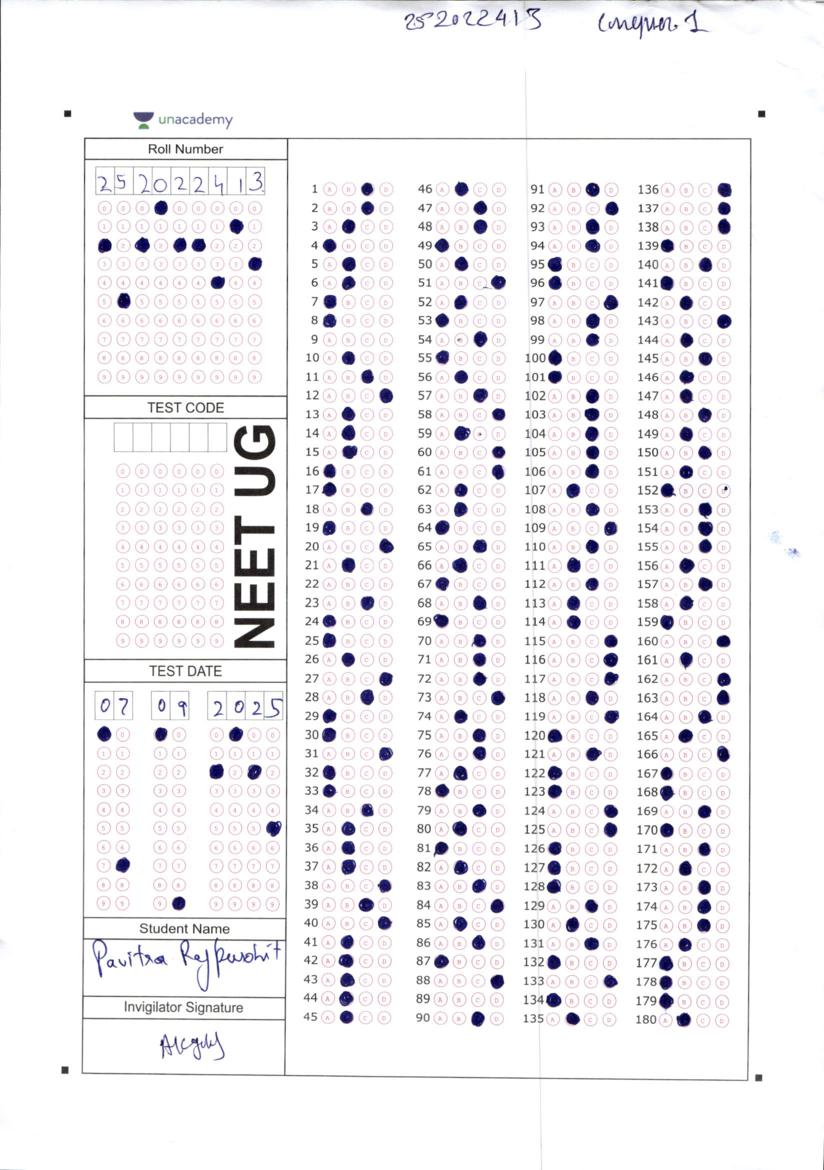 252022413 Conquer 1
unacademy
Roll Number
2 5 2 0 2 2 4 1 3
TEST CODE
NEET UG
TEST DATE
0 7 0 9 2 0 2 5
Student Name
Pavitra Rajpurohit
Invigilator Signature
1 A B D 46 A C D 91 A B D 136 A B C
2 A B D 47 A B D 92 A B C 137 A B C
3 A C D 48 A B D 93 A B D 138 A B C
4 B C D 49 B C D 94 A B D 139 B C D
5 A C D 50 A C D 95 B C D 140 A B D
6 A C D 51 A B C 96 B C D 141 B C D
7 B C D 52 A C D 97 A B C 142 A C D
8 B C D 53 B C D 98 A B D 143 A B C
9 A B C D 54 A B D 99 A B D 144 A C D
10 A C D 55 B C D 100 B C D 145 A B D
11 A B D 56 A C D 101 B C D 146 A C D
12 A B C 57 A B D 102 A B D 147 A C D
13 A C D 58 A B C 103 A B D 148 A B D
14 A C D 59 A C D 104 A B D 149 A C D
15 A C D 60 A B C 105 A B D 150 A B D
16 B C D 61 A B C 106 A B D 151 A C D
17 B C D 62 A C D 107 A C D 152 B C D
18 A B D 63 A C D 108 A B D 153 A B D
19 B C D 64 B C D 109 A B C 154 A B D
20 A B C 65 A B D 110 A B D 155 A B D
21 A C D 66 A C D 111 A C D 156 A C D
22 A B C D 67 B C D 112 A B D 157 A B D
23 A B D 68 A B D 113 A C D 158 A C D
24 B C D 69 B C D 114 A C D 159 B C D
25 B C D 70 A B D 115 A B C 160 A B C
26 A C D 71 A B D 116 A B C 161 A C D
27 A B C 72 A B D 117 A B C 162 A B C
28 A B D 73 A B C 118 A B D 163 A B C
29 B C D 74 A C D 119 A B C 164 A B D
30 B C D 75 A B D 120 B C D 165 A C D
31 A B C 76 A B D 121 A B D 166 A B C
32 B C D 77 A C D 122 B C D 167 B C D
33 B C D 78 B C D 123 B C D 168 B C D
34 A B D 79 A B D 124 A B C 169 A B D
35 A C D 80 A C D 125 A B C 170 B C D
36 A C D 81 B C D 126 B C D 171 A B D
37 A C D 82 A C D 127 B C D 172 A C D
38 A B C 83 A B D 128 B C D 173 A B D
39 A B D 84 A B C 129 A B D 174 A B D
40 A B C 85 A C D 130 A C D 175 A B D
41 A C D 86 A B D 131 A B D 176 A C D
42 A C D 87 B C D 132 B C D 177 B C D
43 A C D 88 A B C 133 A B C 178 B C D
44 A C D 89 A B C D 134 B C D 179 B C D
45 A C D 90 A B D 135 A C D 180 A C D